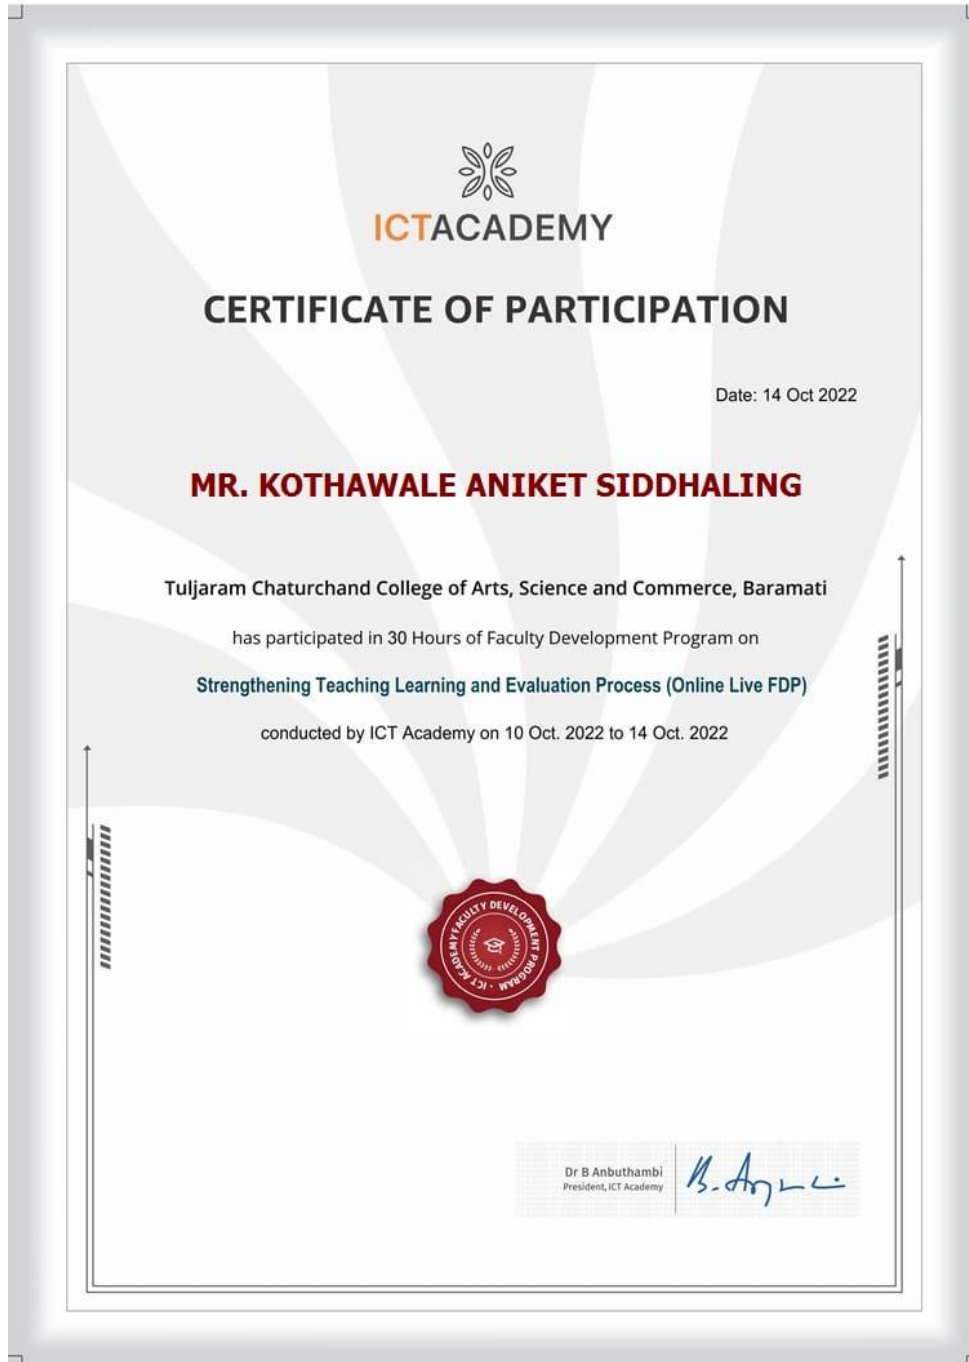 ICTACADEMY
CERTIFICATE OF PARTICIPATION
Date: 14 Oct 2022
MR. KOTHAWALE ANIKET SIDDHALING
Tuljaram Chaturchand College of Arts, Science and Commerce, Baramati
has participated in 30 Hours of Faculty Development Program on
Strengthening Teaching Learning and Evaluation Process (Online Live FDP)
conducted by ICT Academy on 10 Oct. 2022 to 14 Oct. 2022
FACULTY DEVELOPMENT PROGRAM · ICT ACADEMY
Dr B Anbuthambi
President, ICT Academy